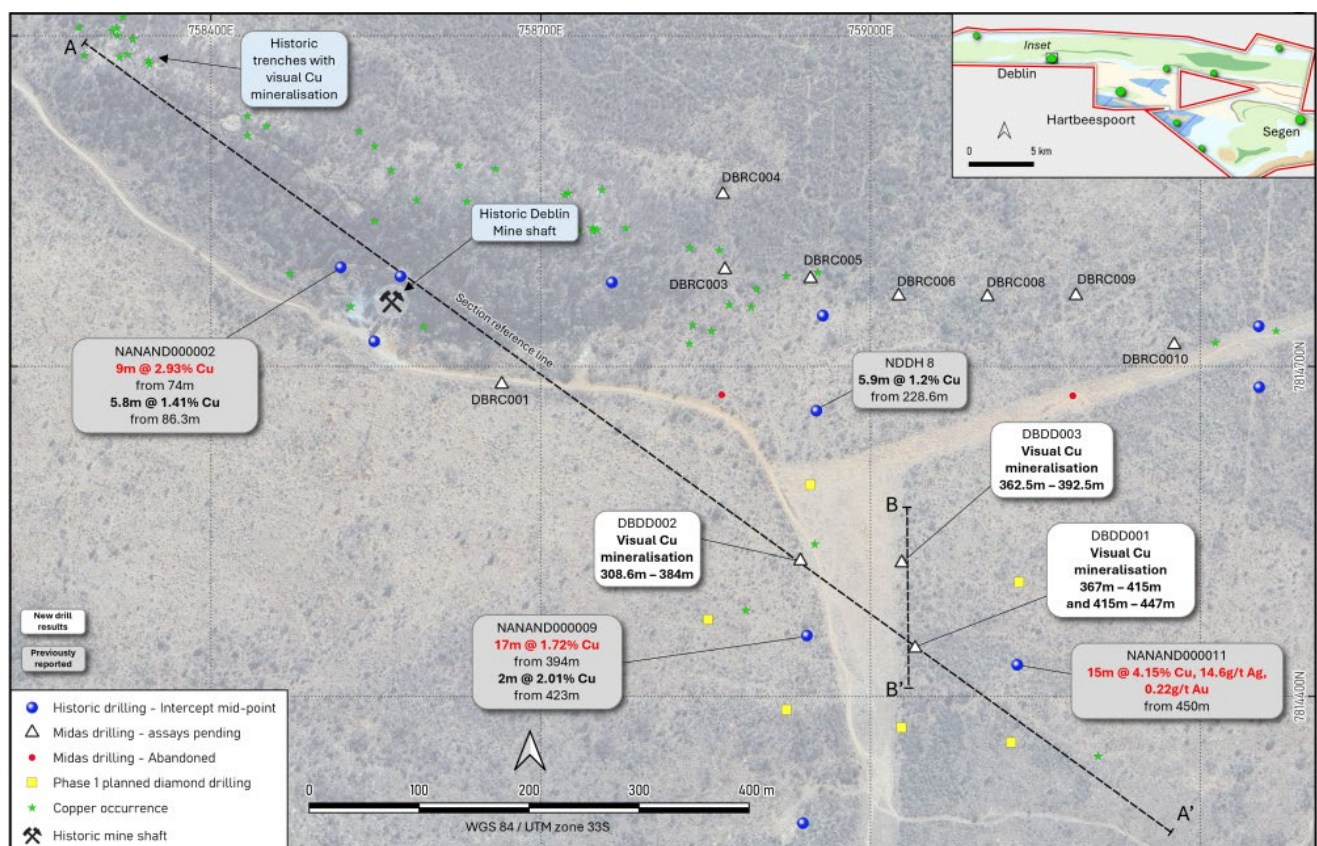 758400E
758700E
759000E
A
Historic
trenches with
visual Cu
mineralisation
Inset
Deblin
Hartbeespoort
Segen
0 5 km
DBRC004
Historic Deblin
Mine shaft
DBRC003
DBRC005
DBRC006
DBRC008
DBRC009
DBRC0010
7814700N
Section reference line
NANAND000002
9m @ 2.93% Cu
from 74m
5.8m @ 1.41% Cu
from 86.3m
DBRC001
NDDH 8
5.9m @ 1.2% Cu
from 228.6m
DBDD003
Visual Cu
mineralisation
362.5m – 392.5m
B
DBDD002
Visual Cu
mineralisation
308.6m – 384m
DBDD001
Visual Cu
mineralisation
367m – 415m
and 415m – 447m
New drill
results
Previously
reported
NANAND000009
17m @ 1.72% Cu
from 394m
2m @ 2.01% Cu
from 423m
B'
NANAND000011
15m @ 4.15% Cu, 14.6g/t Ag,
0.22g/t Au
from 450m
7814400N
Historic drilling - Intercept mid-point
Midas drilling - assays pending
Midas drilling - Abandoned
Phase 1 planned diamond drilling
Copper occurrence
Historic mine shaft
0 100 200 400 m
WGS 84 / UTM zone 33S
A'